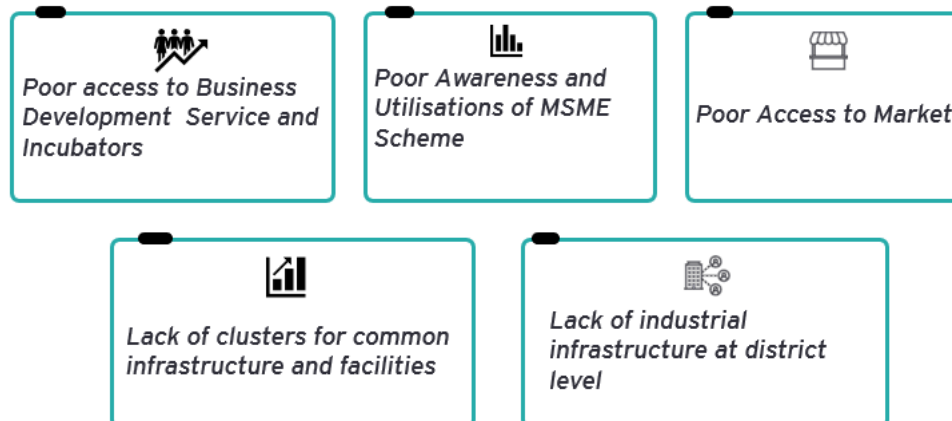 Poor access to Business
Development Service and
Incubators
Poor Awareness and
Utilisations of MSME
Scheme
Poor Access to Market
Lack of clusters for common
infrastructure and facilities
Lack of industrial
infrastructure at district
level